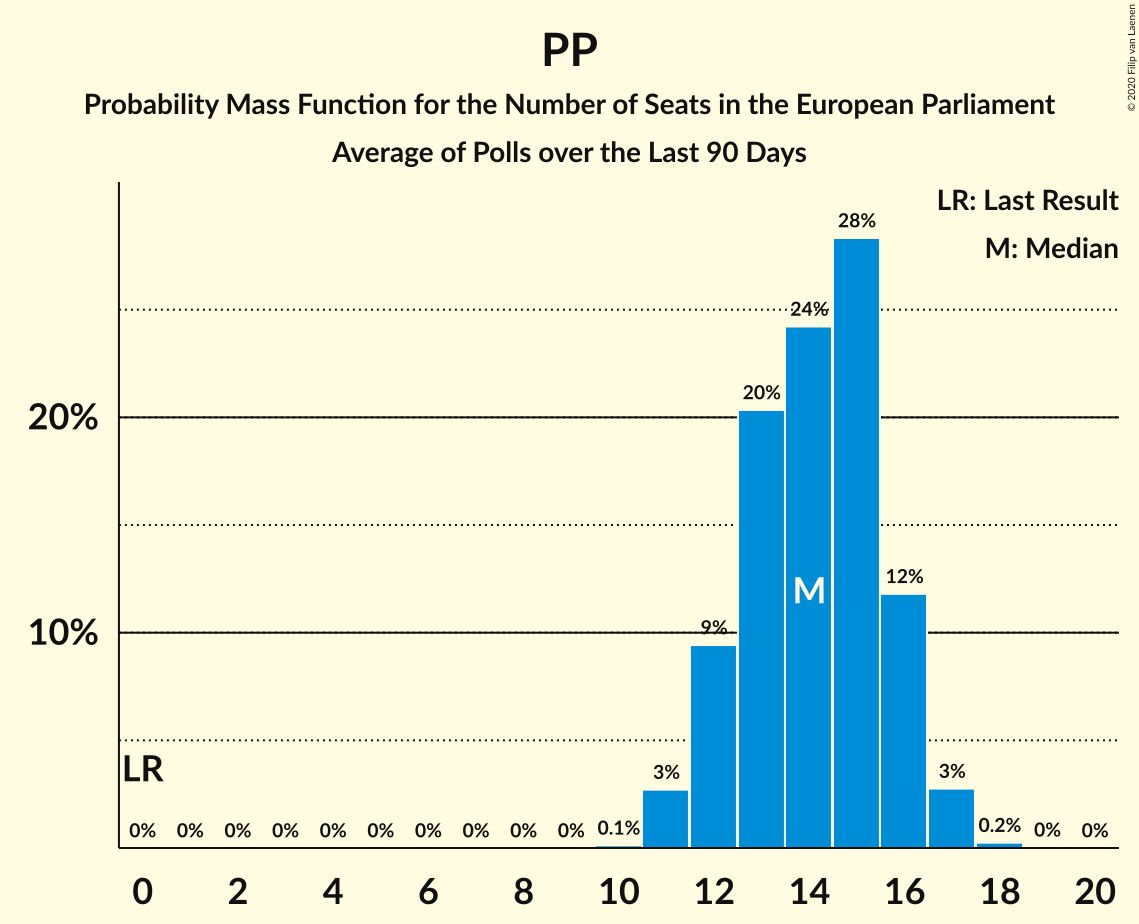 PP
Probability Mass Function for the Number of Seats in the European Parliament
Average of Polls over the Last 90 Days
© 2020 Filip van Laenen
LR: Last Result
M: Median
28%
24%
20%
20%
12%
M
10%
9%
LR
3%
3%
0% 0% 0% 0% 0% 0% 0% 0% 0% 0% 0.1% 0.2% 0% 0%
0 2 4 6 8 10 12 14 16 18 20